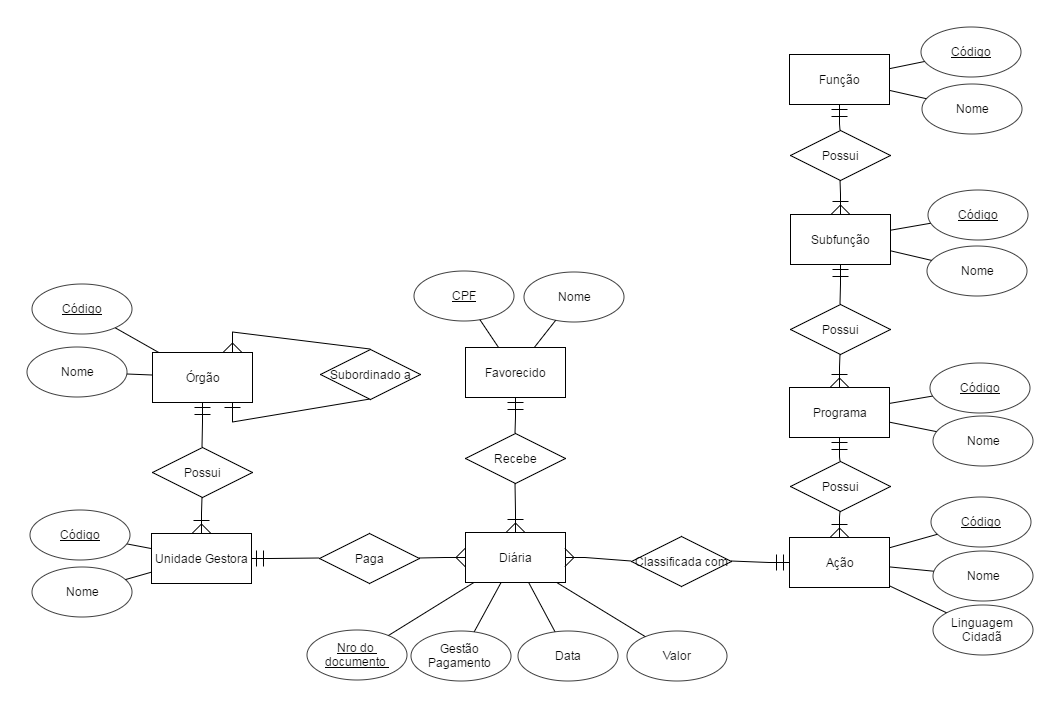 Código
Função
Nome
Possui
Código
Subfunção
Nome
Código
CPF
Nome
Possui
Nome
Órgão
Subordinado a
Favorecido
Código
Programa
Nome
Possui
Recebe
Possui
Código
Código
Unidade Gestora
Paga
Diária
Classificada com
Ação
Nome
Nome
Linguagem
Cidadã
Nro do
documento
Gestão
Pagamento
Data
Valor